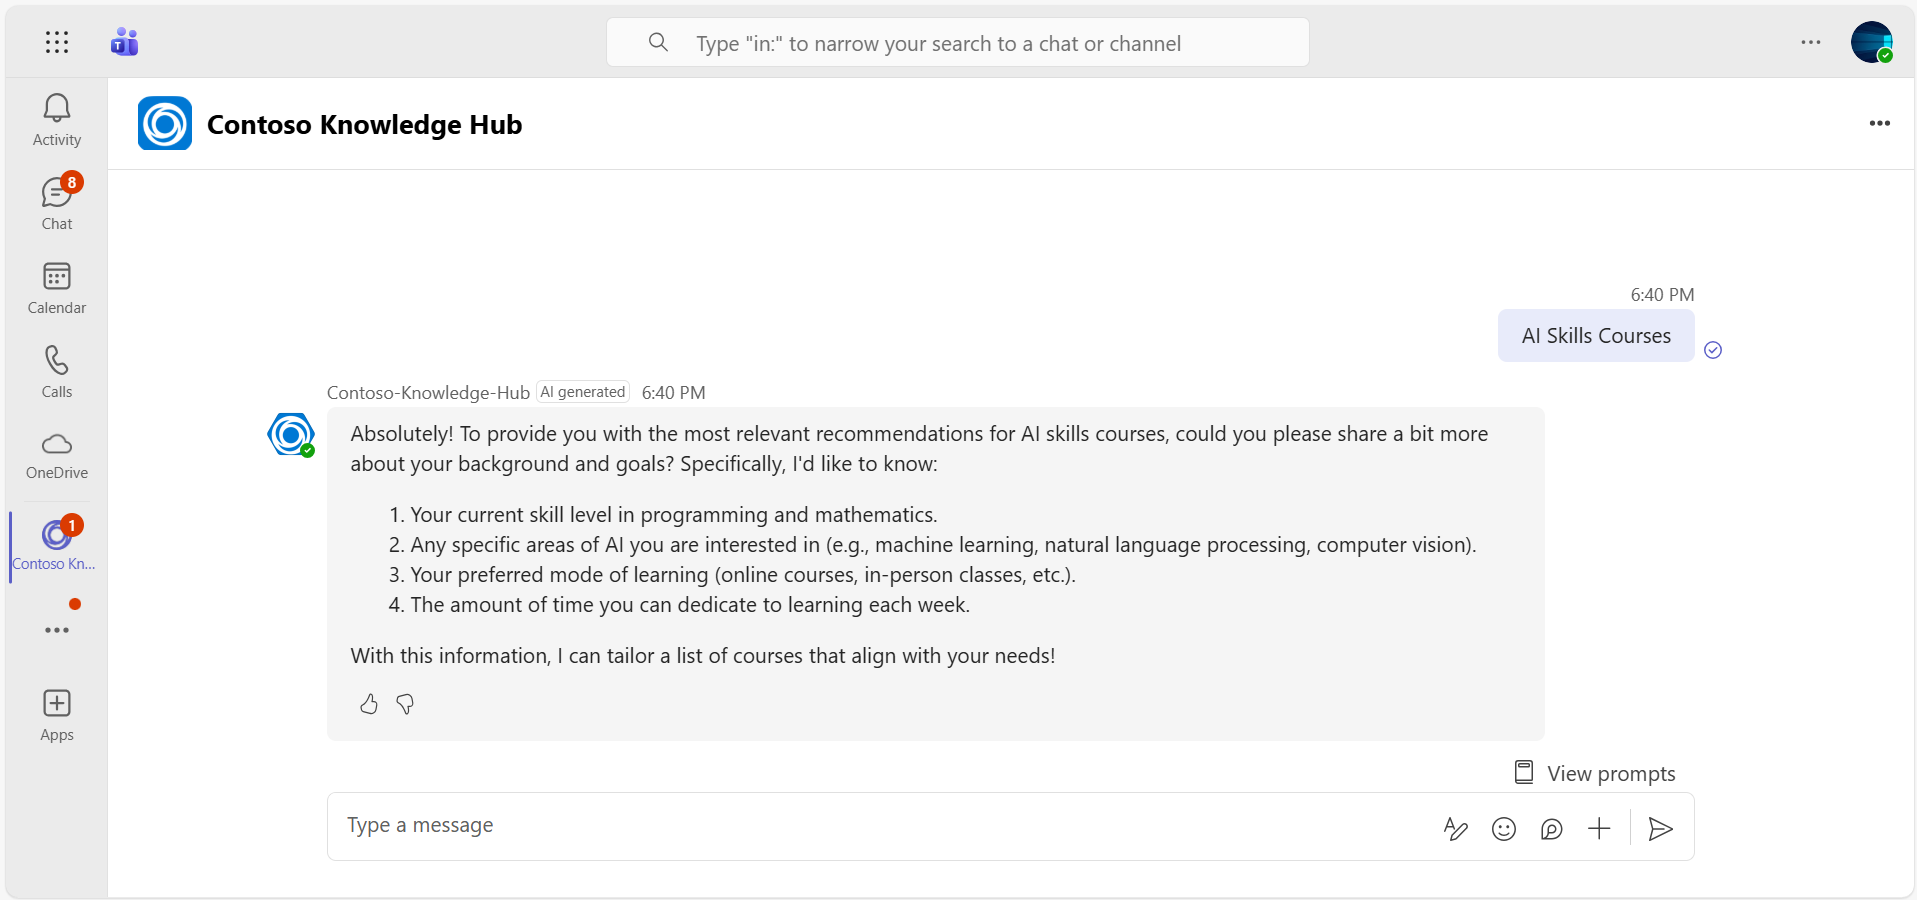 T
Type "in:" to narrow your search to a chat or channel
Activity
8
Chat
Calendar
Calls
OneDrive
1
Contoso Kn...
Apps
Contoso Knowledge Hub
6:40 PM
AI Skills Courses
Contoso-Knowledge-Hub AI generated 6:40 PM
Absolutely! To provide you with the most relevant recommendations for AI skills courses, could you please share a bit more
about your background and goals? Specifically, I'd like to know:
1. Your current skill level in programming and mathematics.
2. Any specific areas of AI you are interested in (e.g., machine learning, natural language processing, computer vision).
3. Your preferred mode of learning (online courses, in-person classes, etc.).
4. The amount of time you can dedicate to learning each week.
With this information, I can tailor a list of courses that align with your needs!
View prompts
Type a message